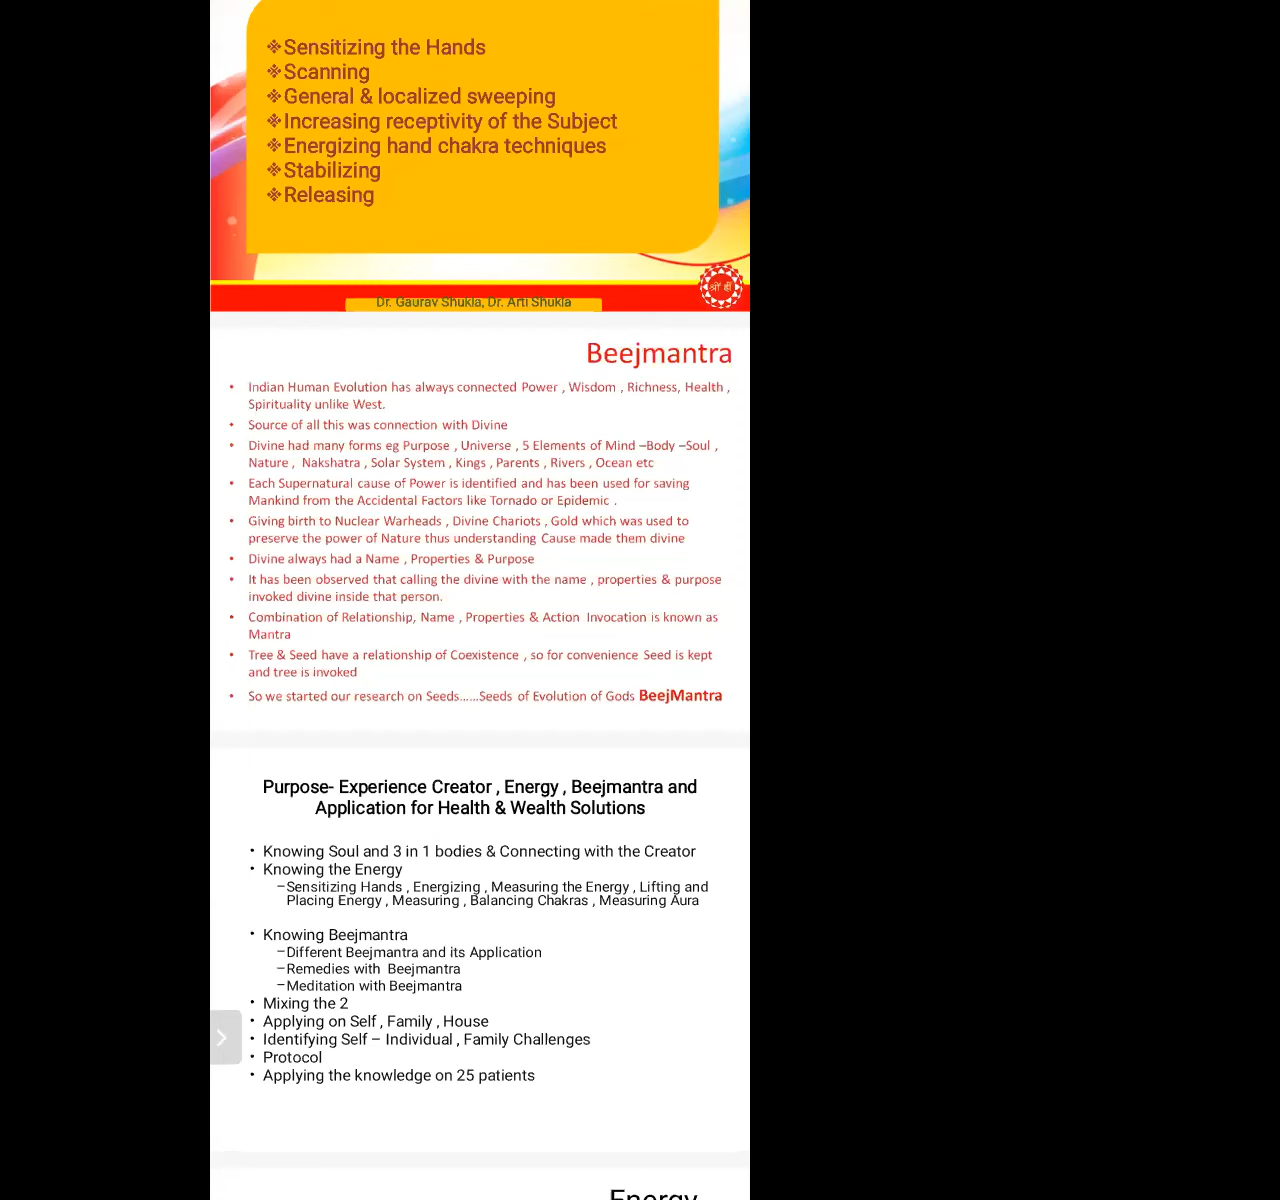 ❖Sensitizing the Hands
❖Scanning
❖General & localized sweeping
❖Increasing receptivity of the Subject
❖Energizing hand chakra techniques
❖Stabilizing
❖Releasing
श्रीं ह्रीं
Dr. Gaurav Shukla, Dr. Arti Shukla
Beejmantra
• Indian Human Evolution has always connected Power , Wisdom , Richness, Health ,
Spirituality unlike West.
• Source of all this was connection with Divine
• Divine had many forms eg Purpose , Universe , 5 Elements of Mind –Body –Soul ,
Nature , Nakshatra , Solar System , Kings , Parents , Rivers , Ocean etc
• Each Supernatural cause of Power is identified and has been used for saving
Mankind from the Accidental Factors like Tornado or Epidemic .
• Giving birth to Nuclear Warheads , Divine Chariots , Gold which was used to
preserve the power of Nature thus understanding Cause made them divine
• Divine always had a Name , Properties & Purpose
• It has been observed that calling the divine with the name , properties & purpose
invoked divine inside that person.
• Combination of Relationship, Name , Properties & Action Invocation is known as
Mantra
• Tree & Seed have a relationship of Coexistence , so for convenience Seed is kept
and tree is invoked
• So we started our research on Seeds......Seeds of Evolution of Gods BeejMantra
Purpose- Experience Creator , Energy , Beejmantra and
Application for Health & Wealth Solutions
• Knowing Soul and 3 in 1 bodies & Connecting with the Creator
• Knowing the Energy
–Sensitizing Hands , Energizing , Measuring the Energy , Lifting and
Placing Energy , Measuring , Balancing Chakras , Measuring Aura
• Knowing Beejmantra
–Different Beejmantra and its Application
–Remedies with Beejmantra
–Meditation with Beejmantra
• Mixing the 2
• Applying on Self , Family , House
• Identifying Self – Individual , Family Challenges
• Protocol
• Applying the knowledge on 25 patients
Energy